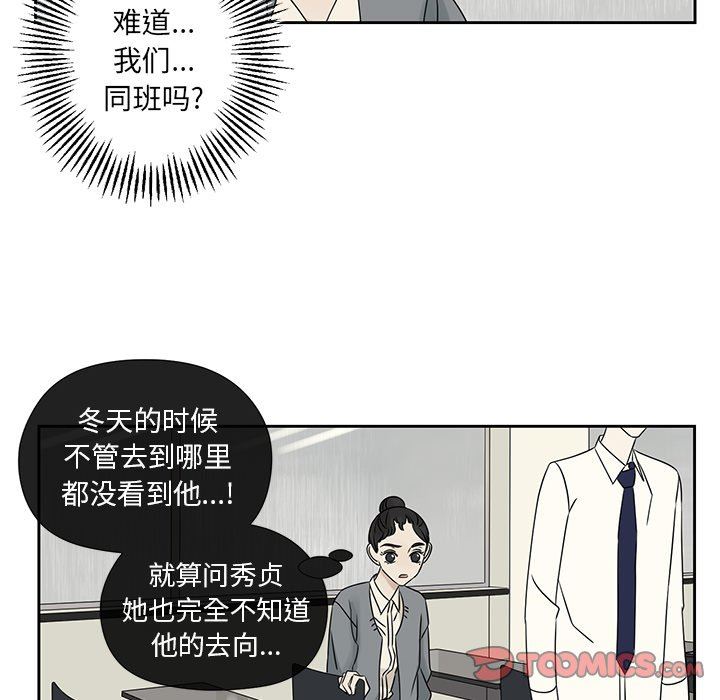 难道...
我们...
同班吗?
冬天的时候
不管去到哪里
都没看到他...!
就算问秀贞
她也完全不知道
他的去向...
TOOMICS.com